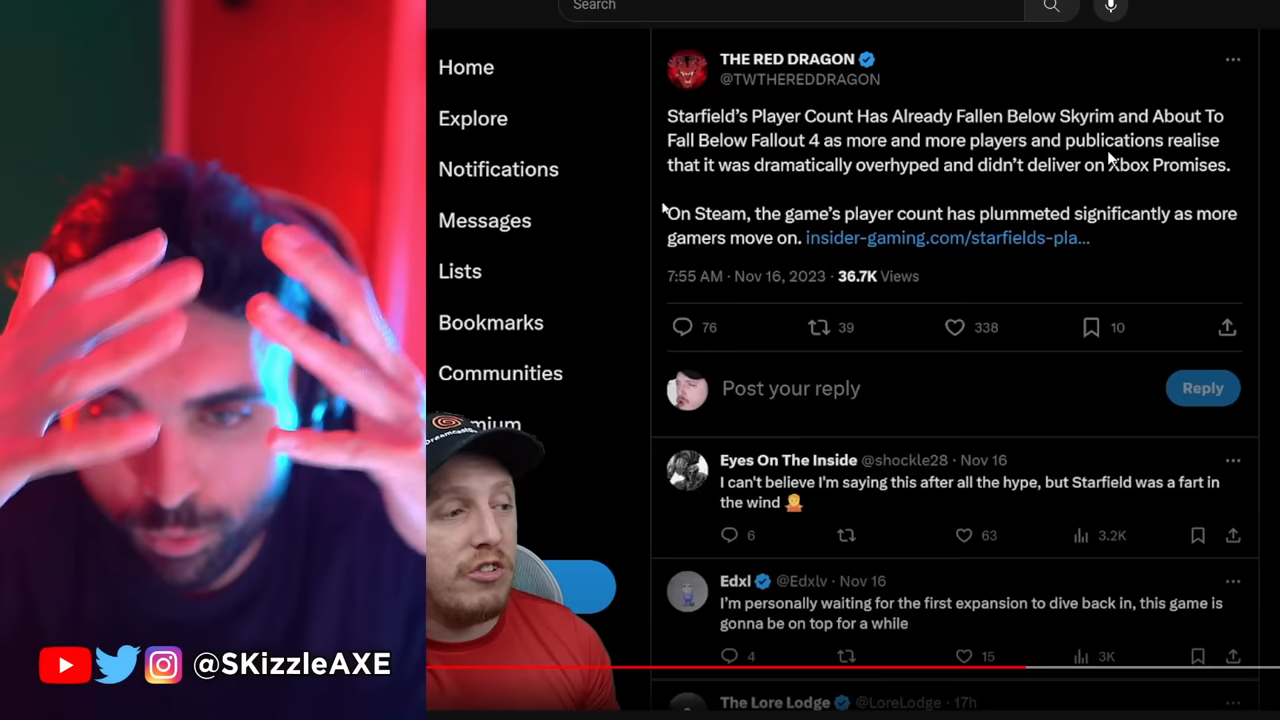 Search
Home
Explore
Notifications
Messages
Lists
Bookmarks
Communities
mium
Dreamcast
@SKizzleAXE
THE RED DRAGON
@TWTHEREDDRAGON
Starfield’s Player Count Has Already Fallen Below Skyrim and About To
Fall Below Fallout 4 as more and more players and publications realise
that it was dramatically overhyped and didn’t deliver on Xbox Promises.
On Steam, the game’s player count has plummeted significantly as more
gamers move on. insider-gaming.com/starfields-pla...
7:55 AM · Nov 16, 2023 · 36.7K Views
76 39 338 10
Post your reply
Reply
Eyes On The Inside @shockle28 · Nov 16
I can't believe I'm saying this after all the hype, but Starfield was a fart in
the wind
6 63 3.2K
Edxl @Edxlv · Nov 16
I’m personally waiting for the first expansion to dive back in, this game is
gonna be on top for a while
4 15 3K
The Lore Lodge @LoreLodge · 17h